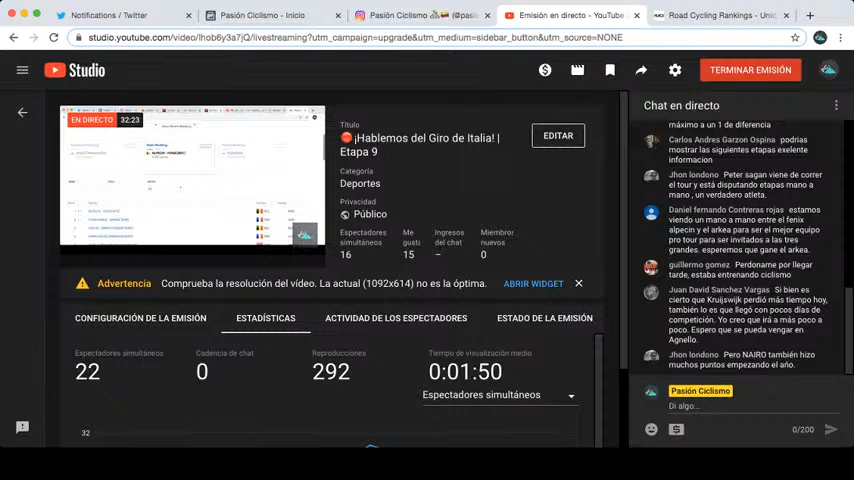 Notifications / Twitter
Pasión Ciclismo - Inicio
Pasión Ciclismo
(@pasi
Emisión en directo - YouTube
Road Cycling Rankings - Uni
studio.youtube.com/video/lhob6y3a7jQ/livestreaming?utm_campaign=upgrade&utm_medium=sidebar_button&utm_source=NONE
Studio
TERMINAR EMISIÓN
EN DIRECTO 32:23
Título
¡Hablemos del Giro de Italia! |
Etapa 9
EDITAR
Categoría
Deportes
Privacidad
Público
Espectadores
simultáneos
16
Me
gusta
15
Ingresos
del chat
–
Miembros
nuevos
0
Advertencia
Comprueba la resolución del vídeo. La actual (1092x614) no es la óptima.
ABRIR WIDGET
CONFIGURACIÓN DE LA EMISIÓN
ESTADÍSTICAS
ACTIVIDAD DE LOS ESPECTADORES
ESTADO DE LA EMISIÓN
Espectadores simultáneos
22
Cadencia de chat
0
Reproducciones
292
Tiempo de visualización medio
0:01:50
Espectadores simultáneos
32
Chat en directo
máximo a un 1 de diferencia
Carlos Andres Garzon Ospina podrias
mostrar las siguientes etapas exelente
informacion
Jhon londono Peter sagan viene de correr
el tour y está disputando etapas mano a
mano , un verdadero atleta.
Daniel fernando Contreras rojas estamos
viendo un mano a mano entre el fenix
alpecin y el arkea para ser el mejor equipo
pro tour para ser invitados a las tres
grandes. esperemos que gane el arkea.
guillermo gomez Perdoname por llegar
tarde, estaba entrenando ciclismo
Juan David Sanchez Vargas Si bien es
cierto que Kruijswijk perdió más tiempo hoy,
también lo es que llegó con pocos días de
competición. Yo creo que irá a más poco a
poco. Espero que se pueda vengar en
Agnello.
Jhon londono Pero NAIRO también hizo
muchos puntos empezando el año.
Pasión Ciclismo
Di algo...
0/200